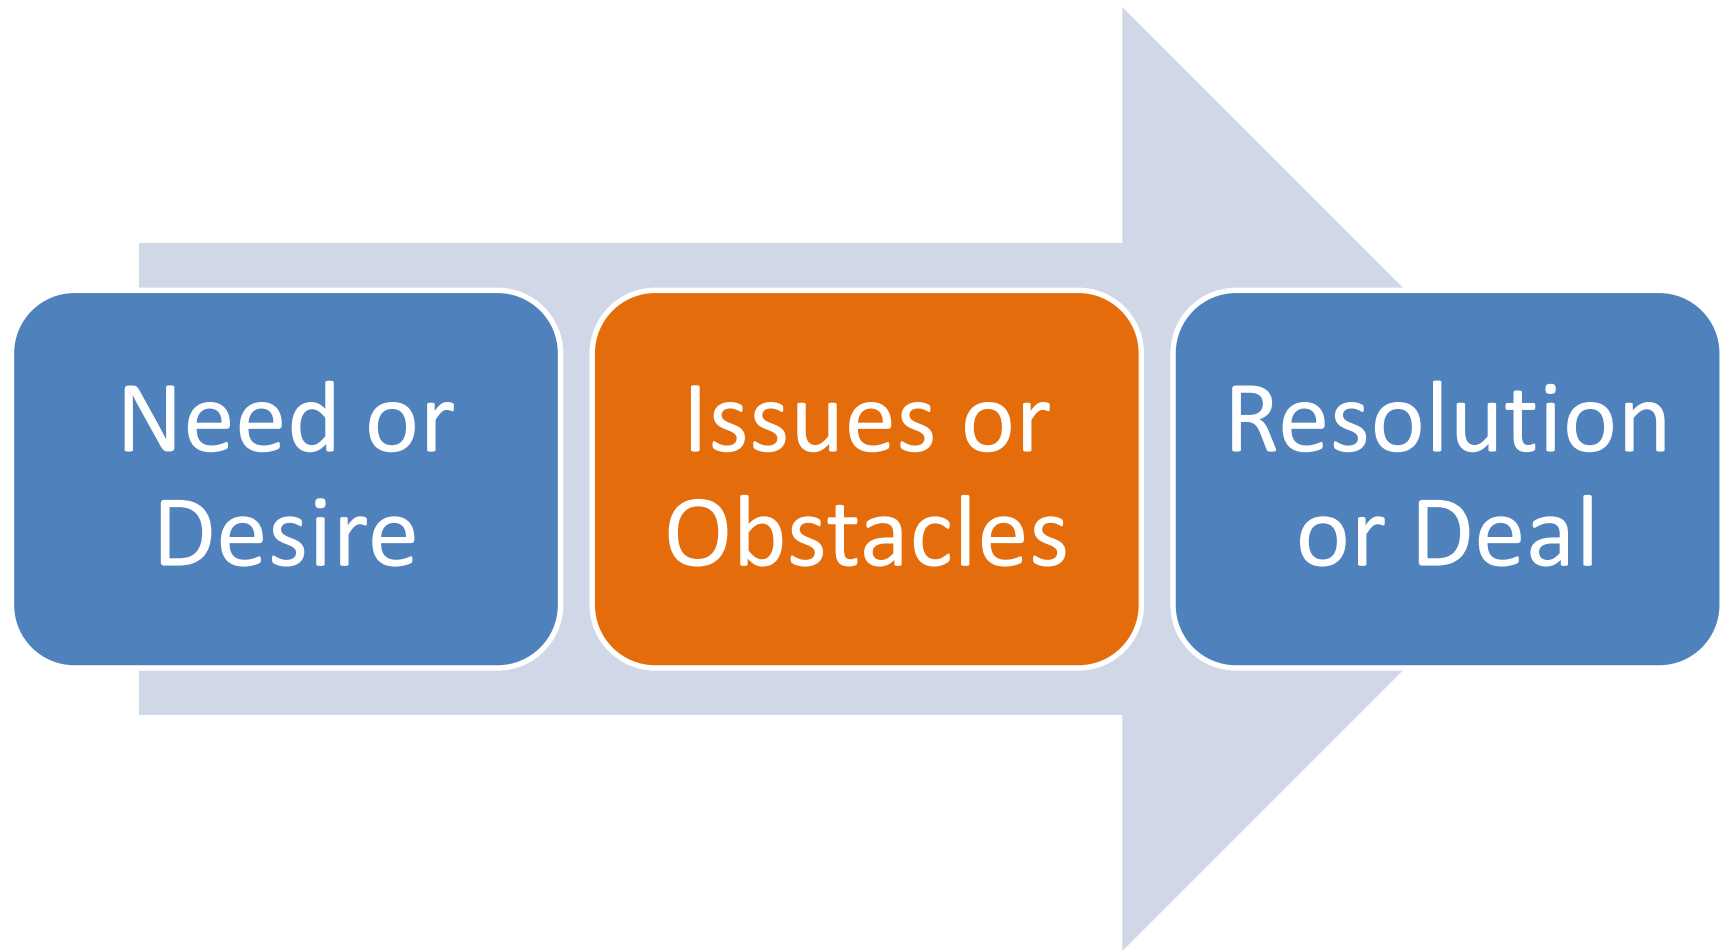 Need or
Desire
Issues or
Obstacles
Resolution
or Deal